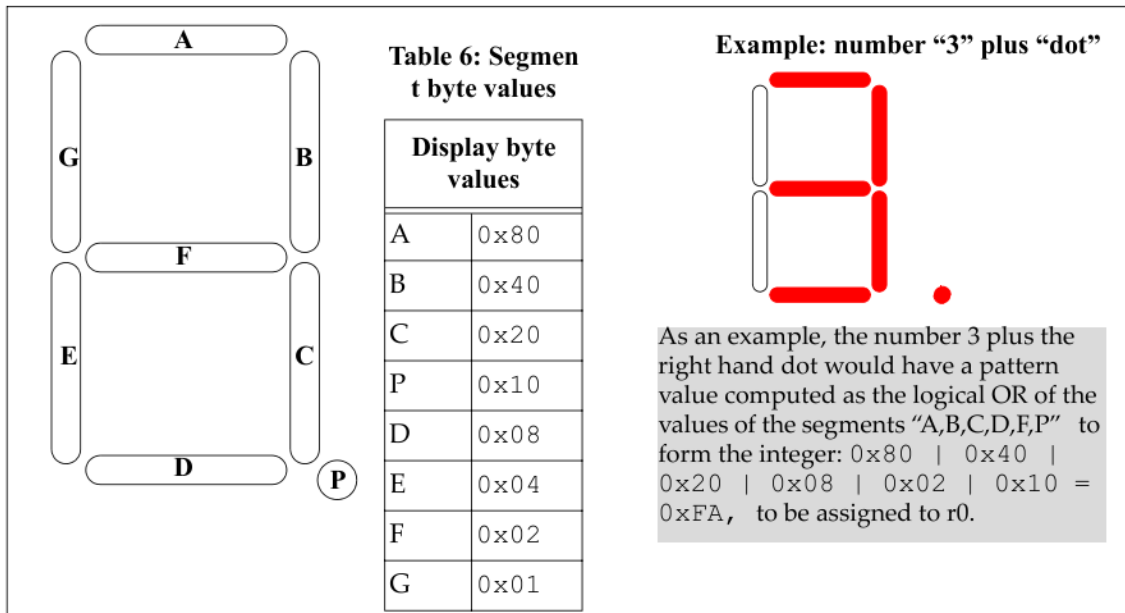 A
G
B
F
E
C
D
P
Table 6: Segmen
t byte values
Display byte
values
A 0x80
B 0x40
C 0x20
P 0x10
D 0x08
E 0x04
F 0x02
G 0x01
Example: number “3” plus “dot”
As an example, the number 3 plus the
right hand dot would have a pattern
value computed as the logical OR of the
values of the segments “A,B,C,D,F,P” to
form the integer: 0x80 | 0x40 |
0x20 | 0x08 | 0x02 | 0x10 =
0xFA, to be assigned to r0.